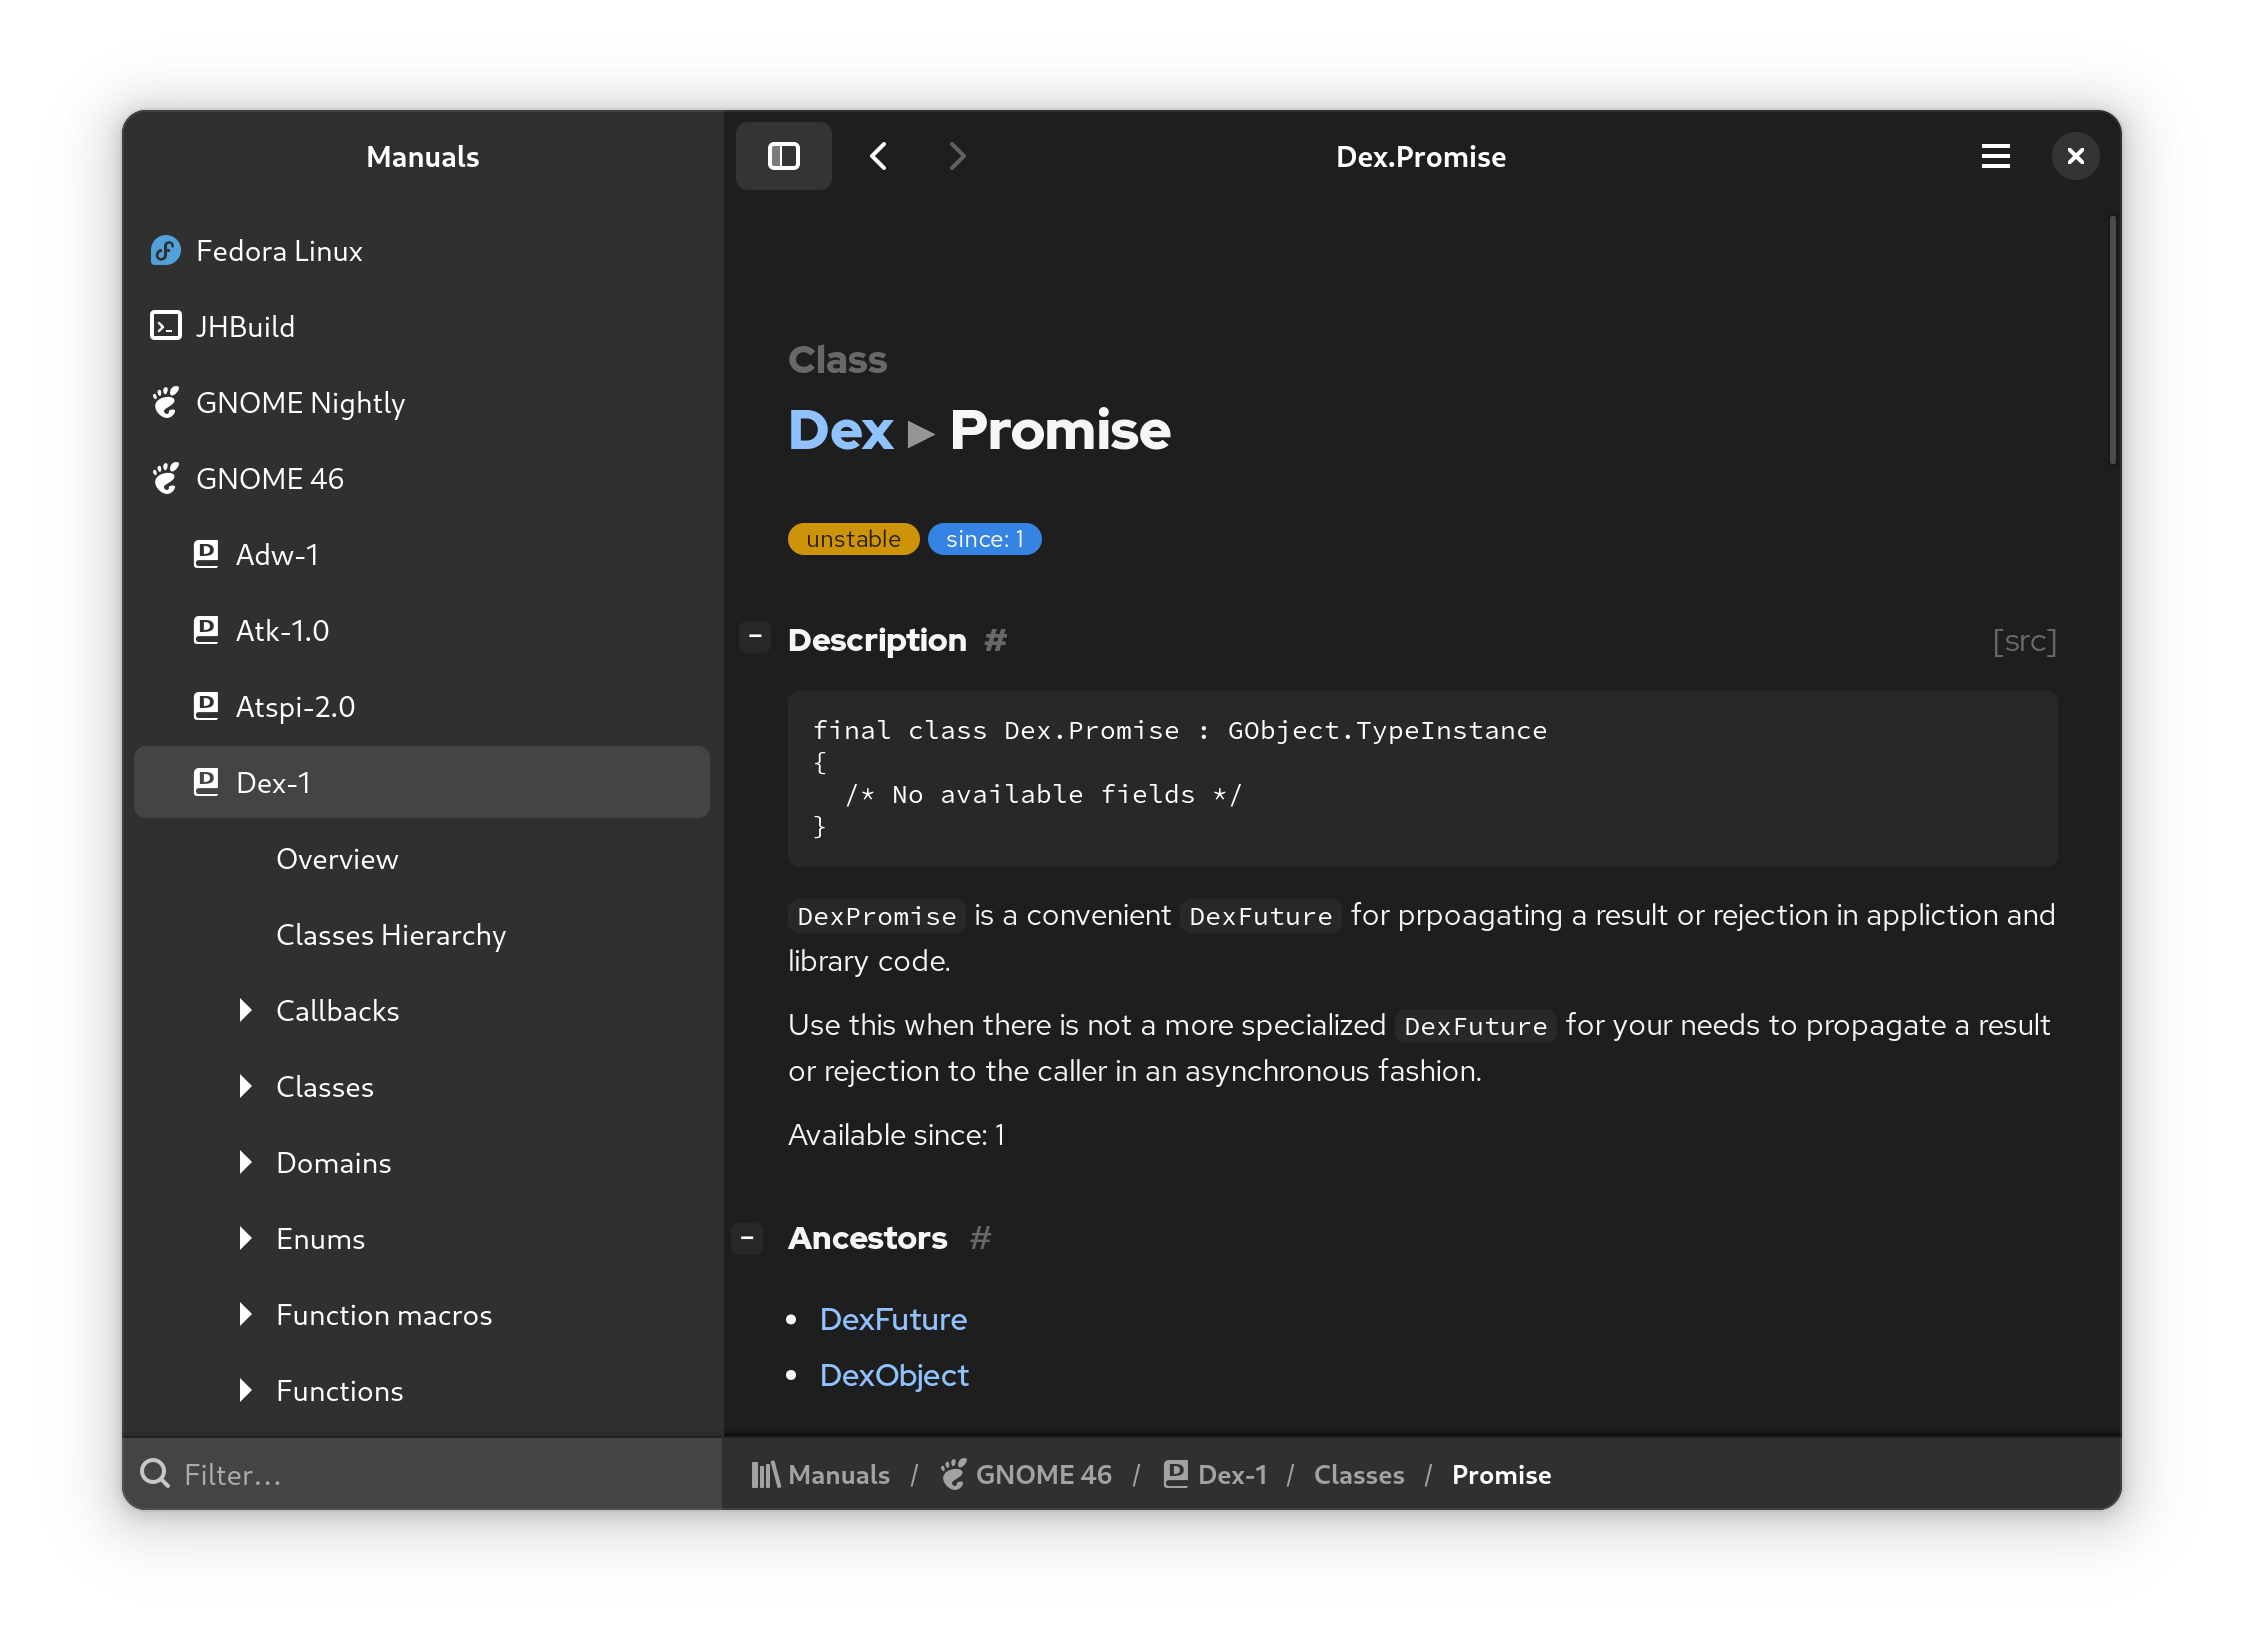 Manuals
Fedora Linux
JHBuild
GNOME Nightly
GNOME 46
Adw-1
Atk-1.0
Atspi-2.0
Dex-1
Overview
Classes Hierarchy
Callbacks
Classes
Domains
Enums
Function macros
Functions
Filter…
Dex.Promise
Class
Dex ▸ Promise
unstable since: 1
Description # [src]
final class Dex.Promise : GObject.TypeInstance
{
  /* No available fields */
}
DexPromise is a convenient DexFuture for prpoagating a result or rejection in appliction and
library code.
Use this when there is not a more specialized DexFuture for your needs to propagate a result
or rejection to the caller in an asynchronous fashion.
Available since: 1
Ancestors #
• DexFuture
• DexObject
Manuals / GNOME 46 / Dex-1 / Classes / Promise